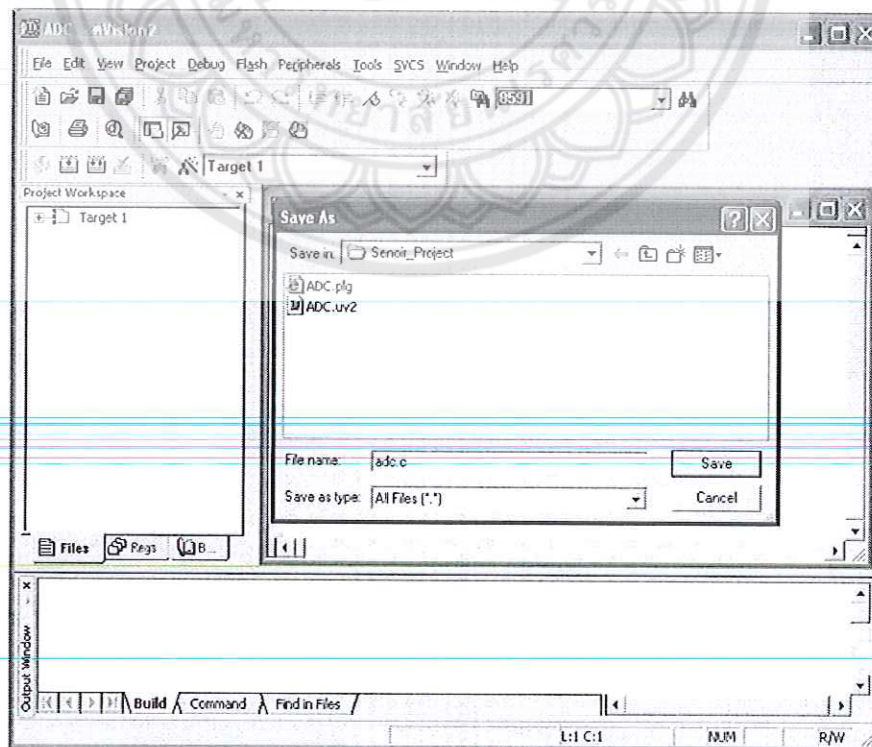 ADC - µVision2
File Edit View Project Debug Flash Peripherals Tools SVCS Window Help
Target 1
Project Workspace
Target 1
Save As
Save in: Senoir_Project
ADC.plg
ADC.uv2
File name: adc.c
Save
Save as type: All Files (*.*)
Cancel
Files Regs B...
Output Window
Build Command Find in Files
L:1 C:1 NUM R/W